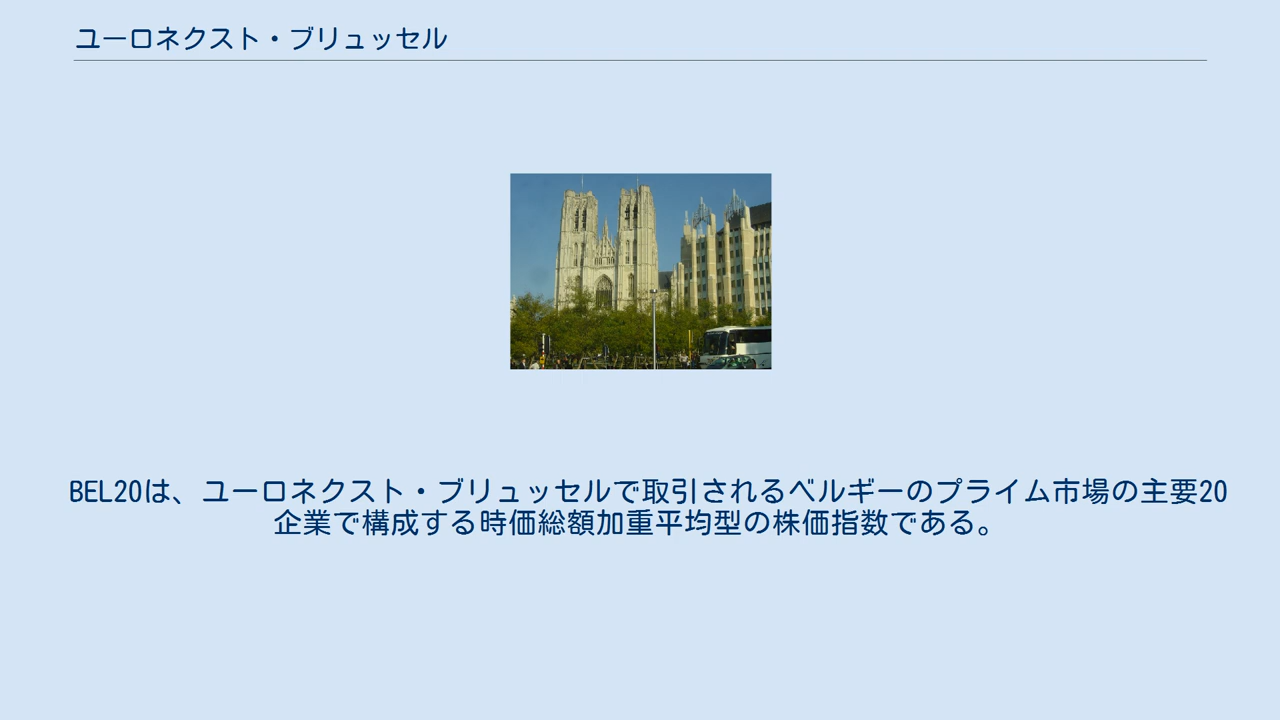 ユーロネクスト・ブリュッセル
BEL20は、ユーロネクスト・ブリュッセルで取引されるベルギーのプライム市場の主要20
企業で構成する時価総額加重平均型の株価指数である。